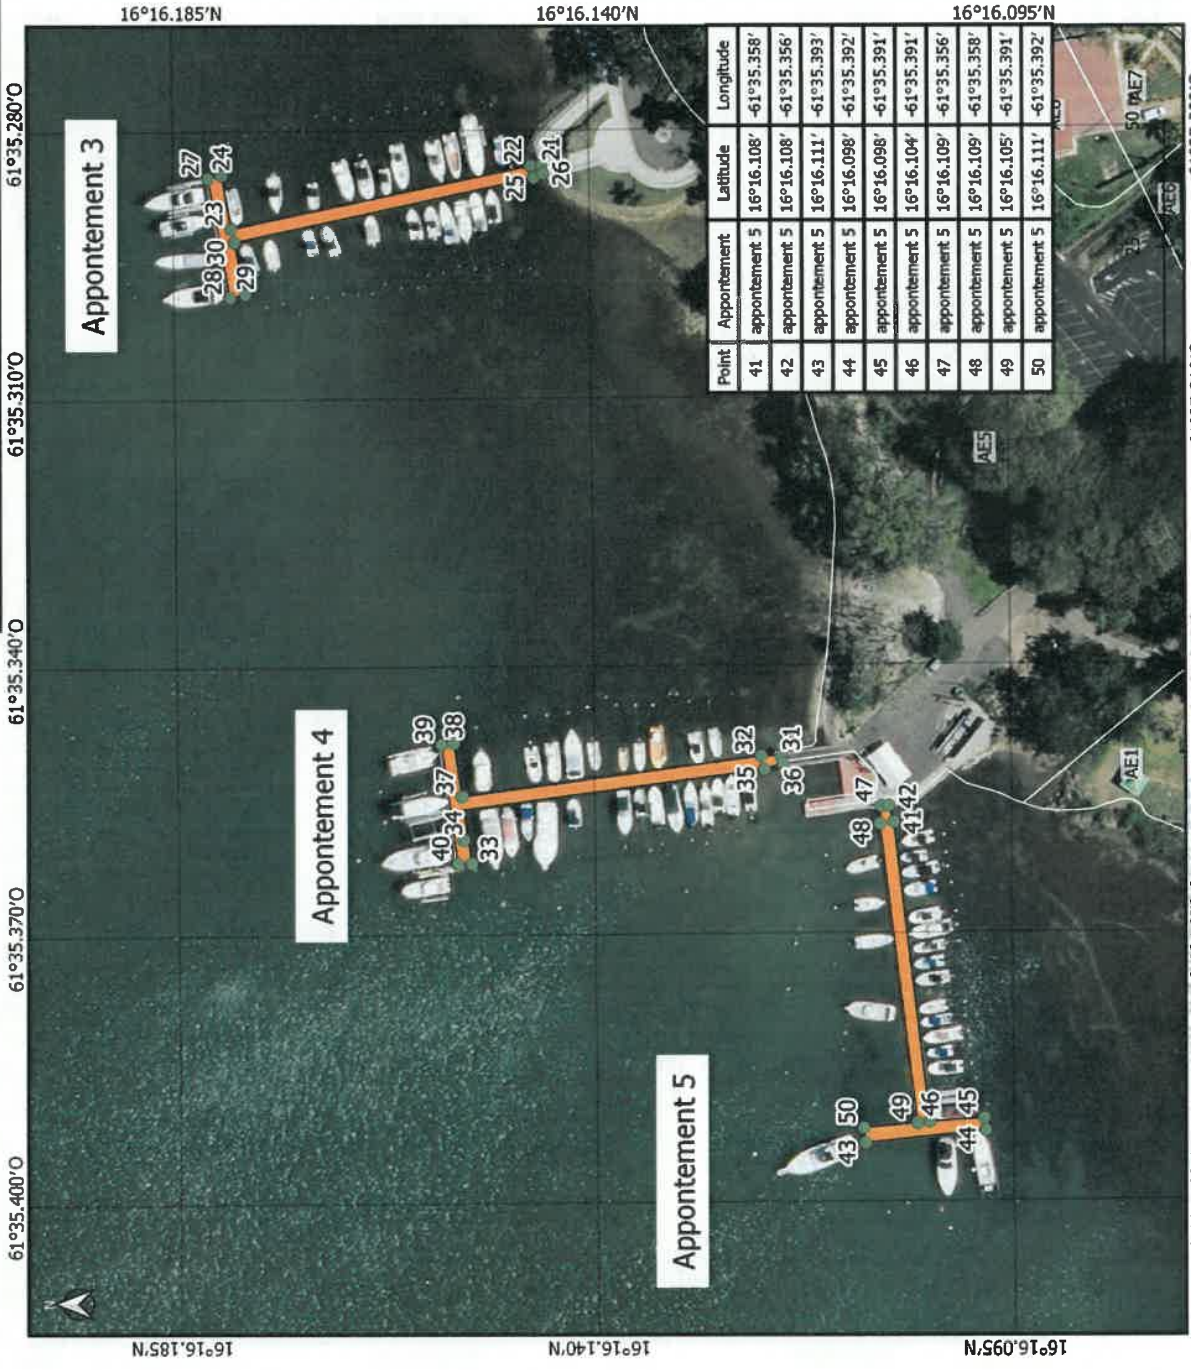 61°35.400'O 61°35.370'O 61°35.340'O 61°35.310'O 61°35.280'O
16°16.185'N
16°16.185'N
16°16.140'N
16°16.140'N
16°16.095'N
16°16.095'N
N
Appontement 3
27
24
23
30
28
29
25
22
21
26
Appontement 4
39
38
37
34
40
33
35
32
31
36
Appontement 5
47
42
41
48
50
43
49
46
45
44
AE5
AE1
AE6
AE7
50
25
Point Appontement Latitude Longitude
41 appontement 5 16°16.108' -61°35.358'
42 appontement 5 16°16.108' -61°35.356'
43 appontement 5 16°16.111' -61°35.393'
44 appontement 5 16°16.098' -61°35.392'
45 appontement 5 16°16.098' -61°35.391'
46 appontement 5 16°16.104' -61°35.391'
47 appontement 5 16°16.109' -61°35.356'
48 appontement 5 16°16.109' -61°35.358'
49 appontement 5 16°16.105' -61°35.391'
50 appontement 5 16°16.111' -61°35.392'